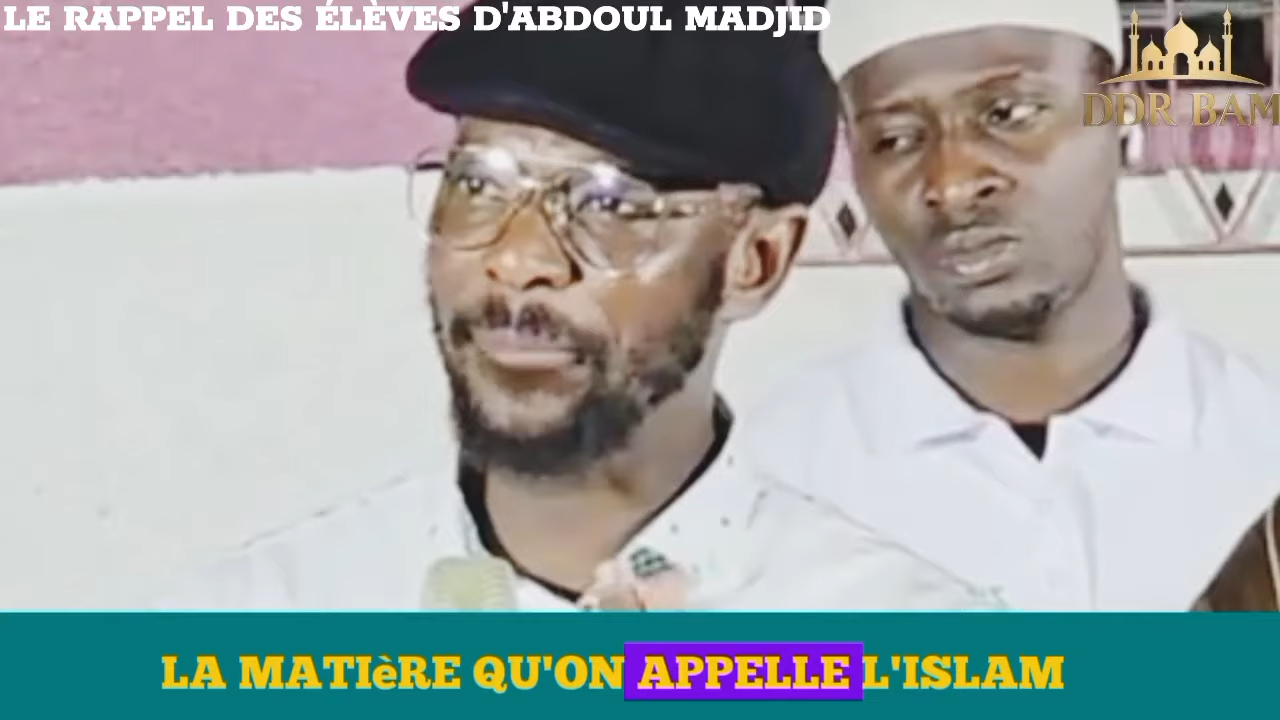 LE RAPPEL DES ÉLÈVES D'ABDOUL MADJID
DDR BAM
LA MATIèRE QU'ON APPELLE L'ISLAM